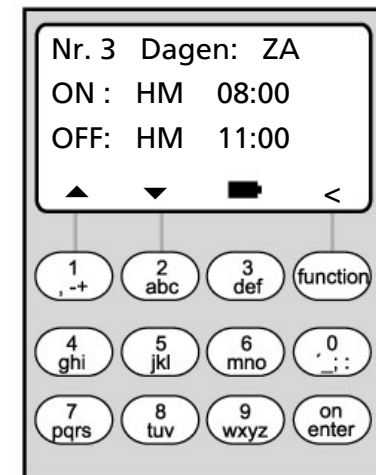 Nr. 3 Dagen: ZA
ON : HM 08:00
OFF: HM 11:00
<
1 2 3 function
, -+ abc def
4 5 6 0
ghi jkl mno ´_; :
7 8 9 on
pqrs tuv wxyz enter